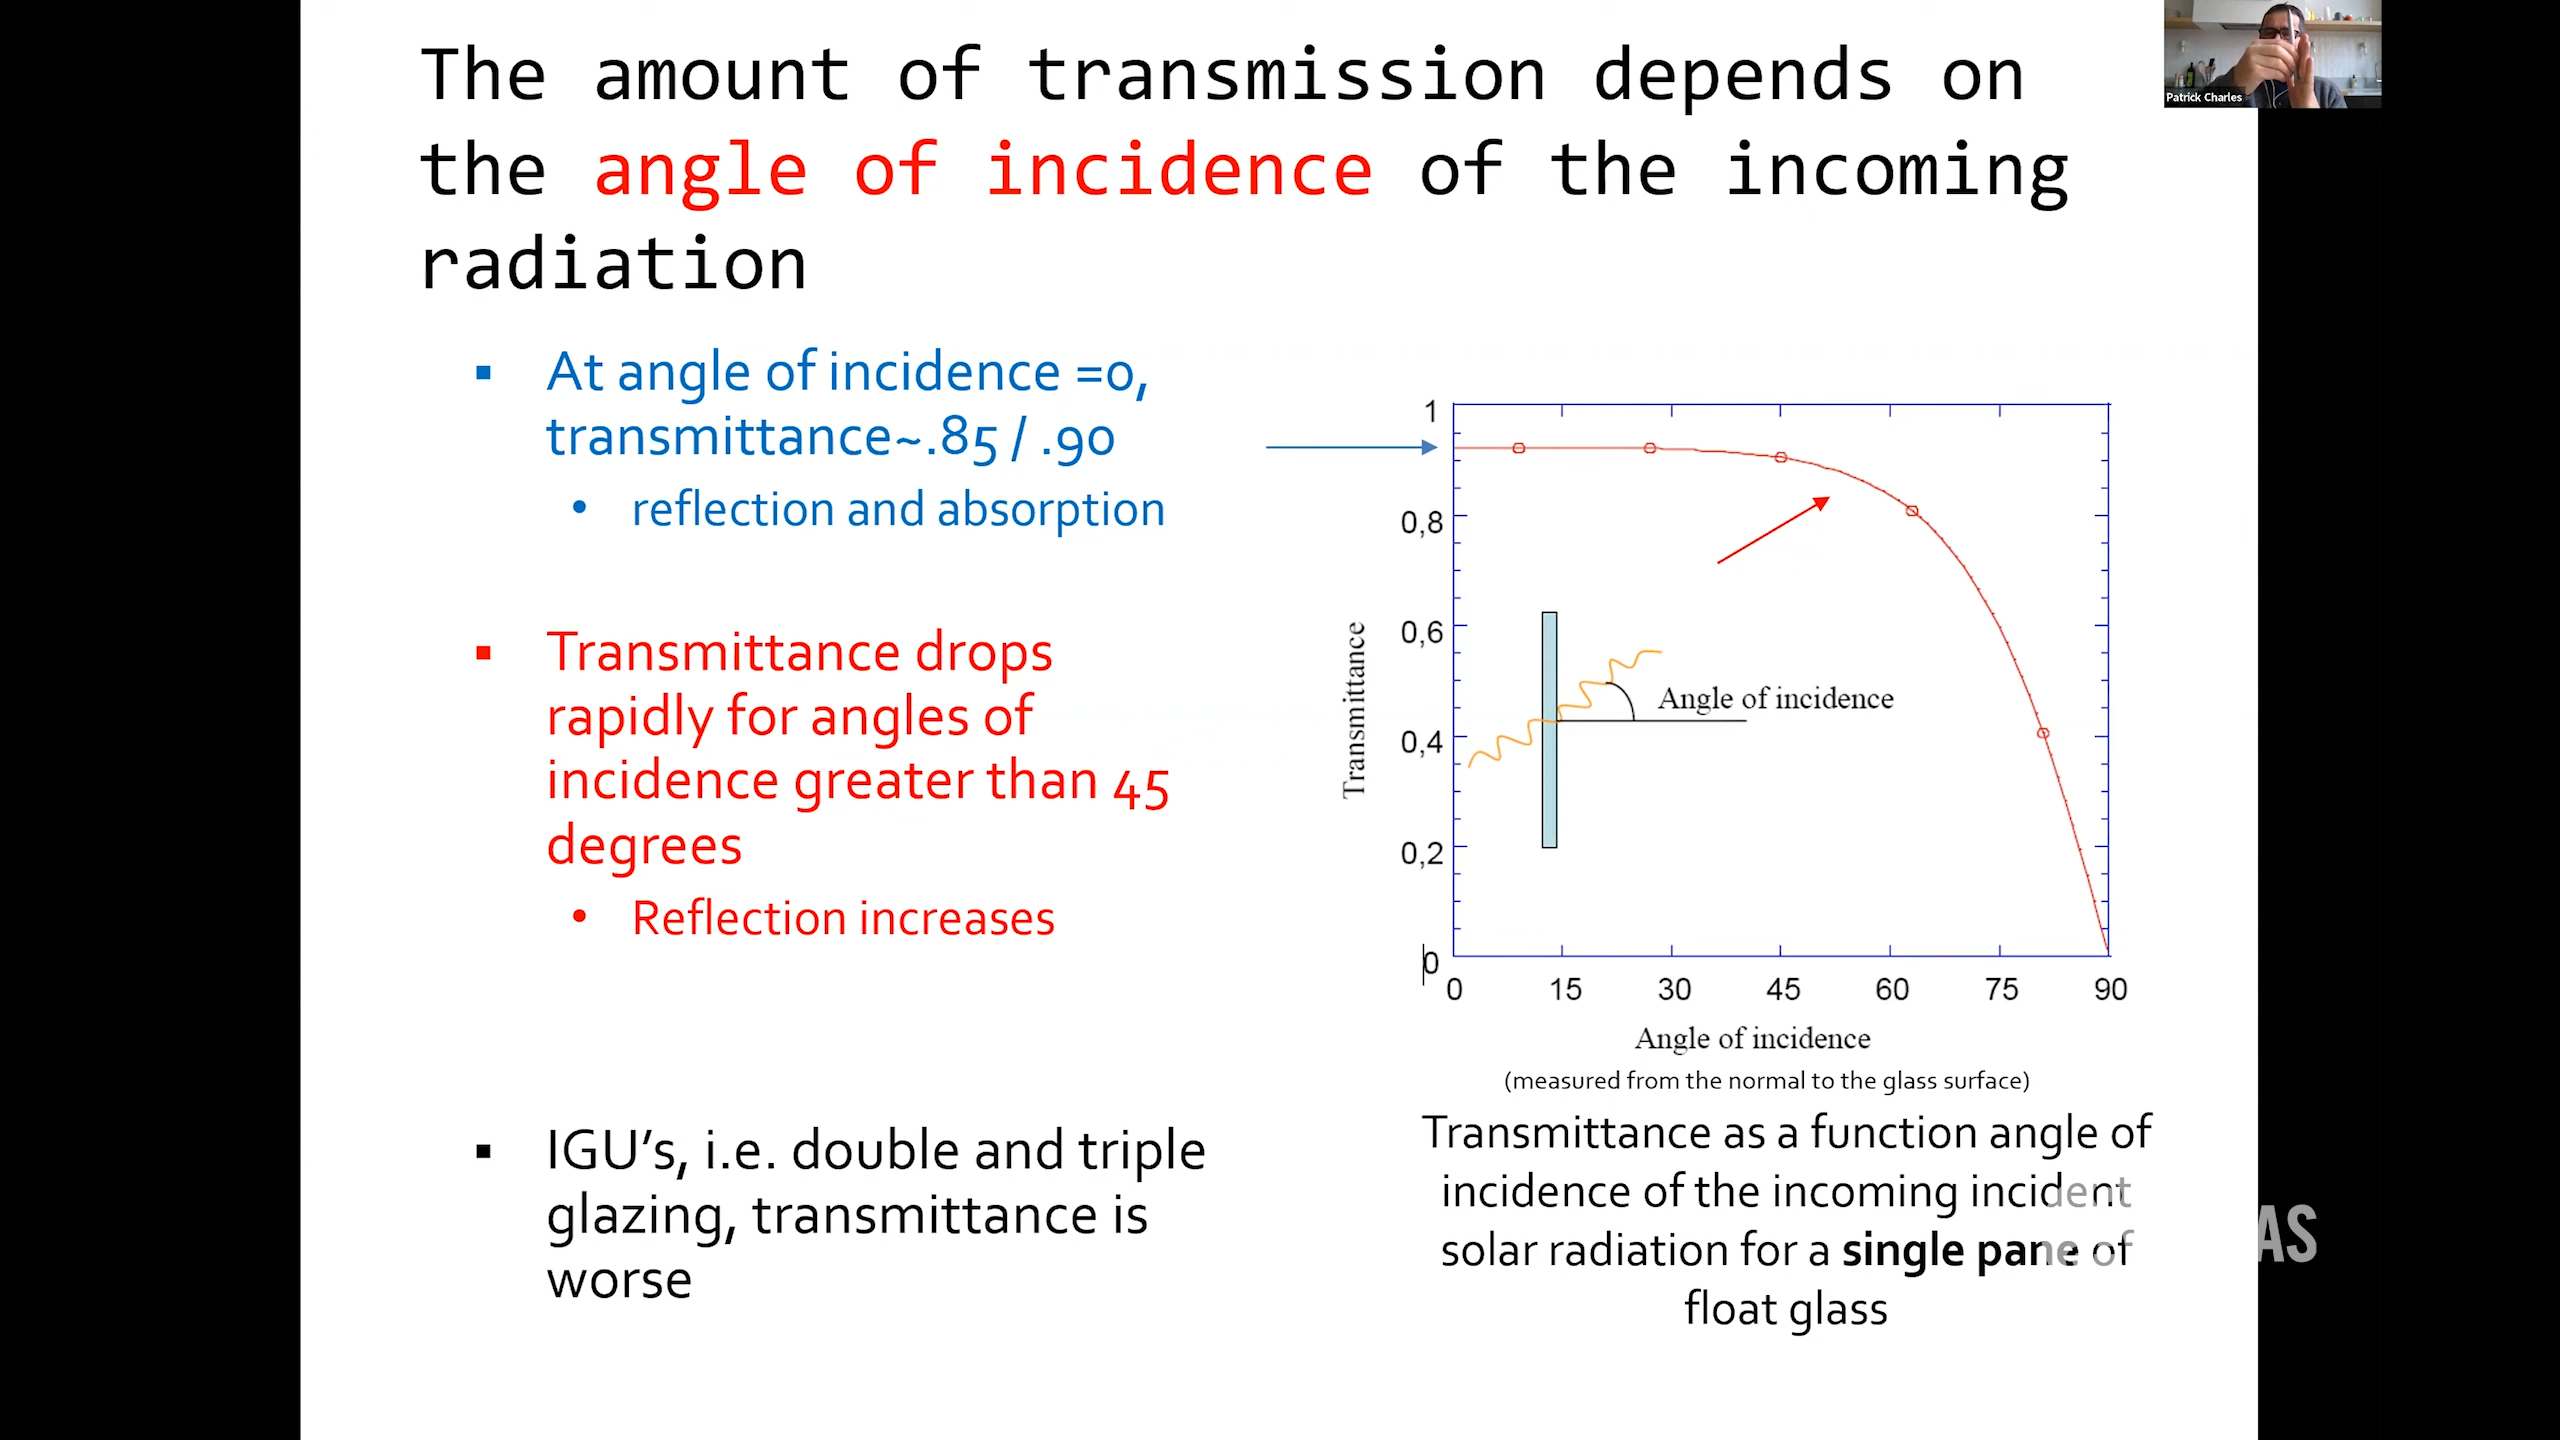 The amount of transmission depends on
the angle of incidence of the incoming
radiation
Patrick Charles
▪ At angle of incidence =0,
transmittance~.85 / .90
• reflection and absorption
▪ Transmittance drops
rapidly for angles of
incidence greater than 45
degrees
• Reflection increases
▪ IGU’s, i.e. double and triple
glazing, transmittance is
worse
1
0,8
0,6
0,4
0,2
0
Transmittance
Angle of incidence
0 15 30 45 60 75 90
Angle of incidence
(measured from the normal to the glass surface)
Transmittance as a function angle of
incidence of the incoming incident
solar radiation for a single pane of
float glass
AS